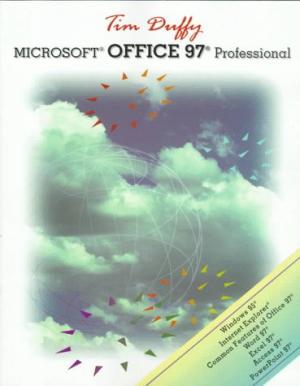 Tim Duffy
MICROSOFT® OFFICE 97® Professional
Windows 95®
Internet Explorer®
Common Features of Office 97®
Word 97®
Excel 97®
Access 97®
PowerPoint 97®